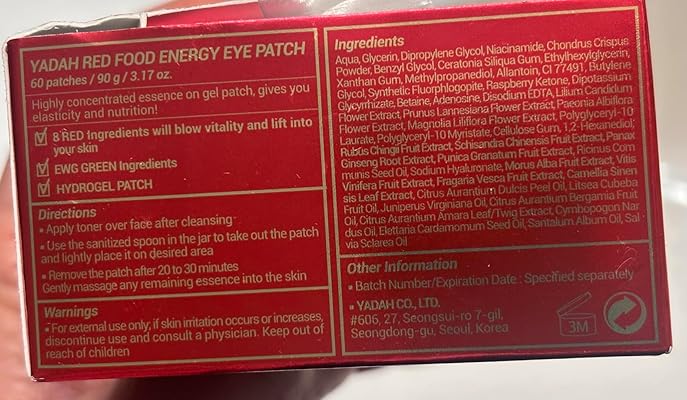 YADAH RED FOOD ENERGY EYE PATCH
60 patches / 90 g / 3.17 oz.
Highly concentrated essence on gel patch, gives you
elasticity and nutrition!
8 RED Ingredients will blow vitality and lift into
your skin
EWG GREEN Ingredients
HYDROGEL PATCH
Directions
• Apply toner over face after cleansing
• Use the sanitized spoon in the jar to take out the patch
and lightly place it on desired area
• Remove the patch after 20 to 30 minutes
Gently massage any remaining essence into the skin
Warnings
• For external use only, if skin irritation occurs or increases,
discontinue use and consult a physician. Keep out of
reach of children
Ingredients
Aqua, Glycerin, Dipropylene Glycol, Niacinamide, Chondrus Crispus
Powder, Benzyl Glycol, Ceratonia Siliqua Gum, Ethylhexylglycerin,
Xanthan Gum, Methylpropanediol, Allantoin, CI 77491, Butylene
Glycol, Synthetic Fluorphlogopite, Raspberry Ketone, Dipotassium
Glycyrrhizate, Betaine, Adenosine, Disodium EDTA, Lilium Candidum
Flower Extract, Prunus Lannesiana Flower Extract, Paeonia Albiflora
Flower Extract, Magnolia Liliflora Flower Extract, Polyglyceryl-10
Laurate, Polyglyceryl-10 Myristate, Cellulose Gum, 1,2-Hexanediol,
Rubus Chingii Fruit Extract, Schisandra Chinensis Fruit Extract, Panax
Ginseng Root Extract, Punica Granatum Fruit Extract, Ricinus Com
munis Seed Oil, Sodium Hyaluronate, Morus Alba Fruit Extract, Vitis
Vinifera Fruit Extract, Fragaria Vesca Fruit Extract, Camellia Sinen
sis Leaf Extract, Citrus Aurantium Dulcis Peel Oil, Litsea Cubeba
Fruit Oil, Juniperus Virginiana Oil, Citrus Aurantium Bergamia Fruit
Oil, Citrus Aurantium Amara Leaf/Twig Extract, Cymbopogon Nar
dus Oil, Elettaria Cardamomum Seed Oil, Santalum Album Oil, Sal
via Sclarea Oil
Other Information
• Batch Number/Expiration Date : Specified separately
• YADAH CO., LTD.
#606, 27, Seongsui-ro 7-gil,
Seongdong-gu, Seoul, Korea
3M